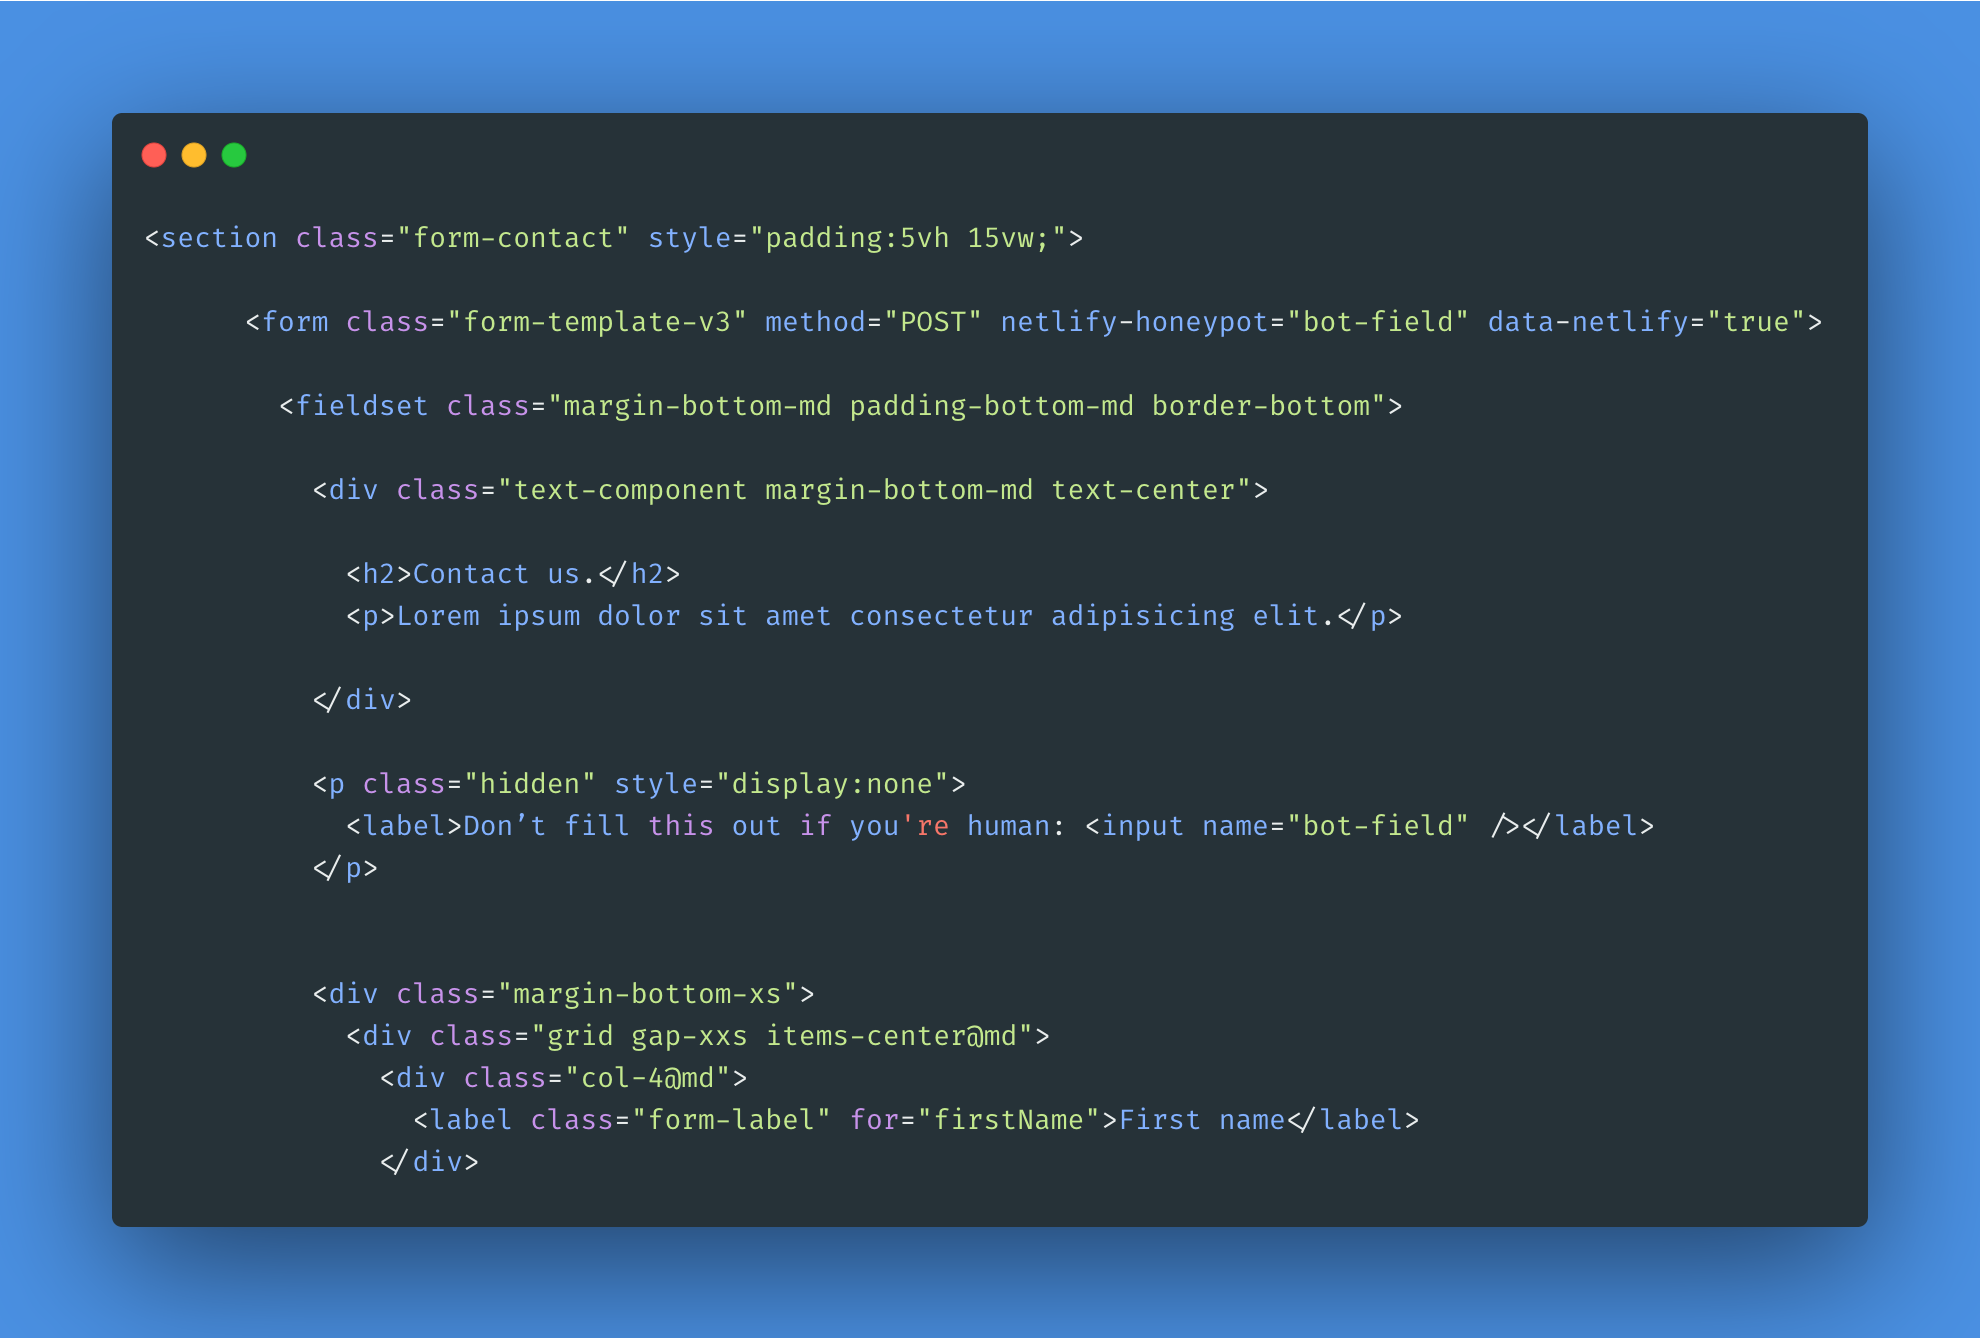 <section class="form-contact" style="padding:5vh 15vw;">
<form class="form-template-v3" method="POST" netlify-honeypot="bot-field" data-netlify="true">
<fieldset class="margin-bottom-md padding-bottom-md border-bottom">
<div class="text-component margin-bottom-md text-center">
<h2>Contact us.</h2>
<p>Lorem ipsum dolor sit amet consectetur adipisicing elit.</p>
</div>
<p class="hidden" style="display:none">
<label>Don’t fill this out if you're human: <input name="bot-field" /></label>
</p>
<div class="margin-bottom-xs">
<div class="grid gap-xxs items-center@md">
<div class="col-4@md">
<label class="form-label" for="firstName">First name</label>
</div>